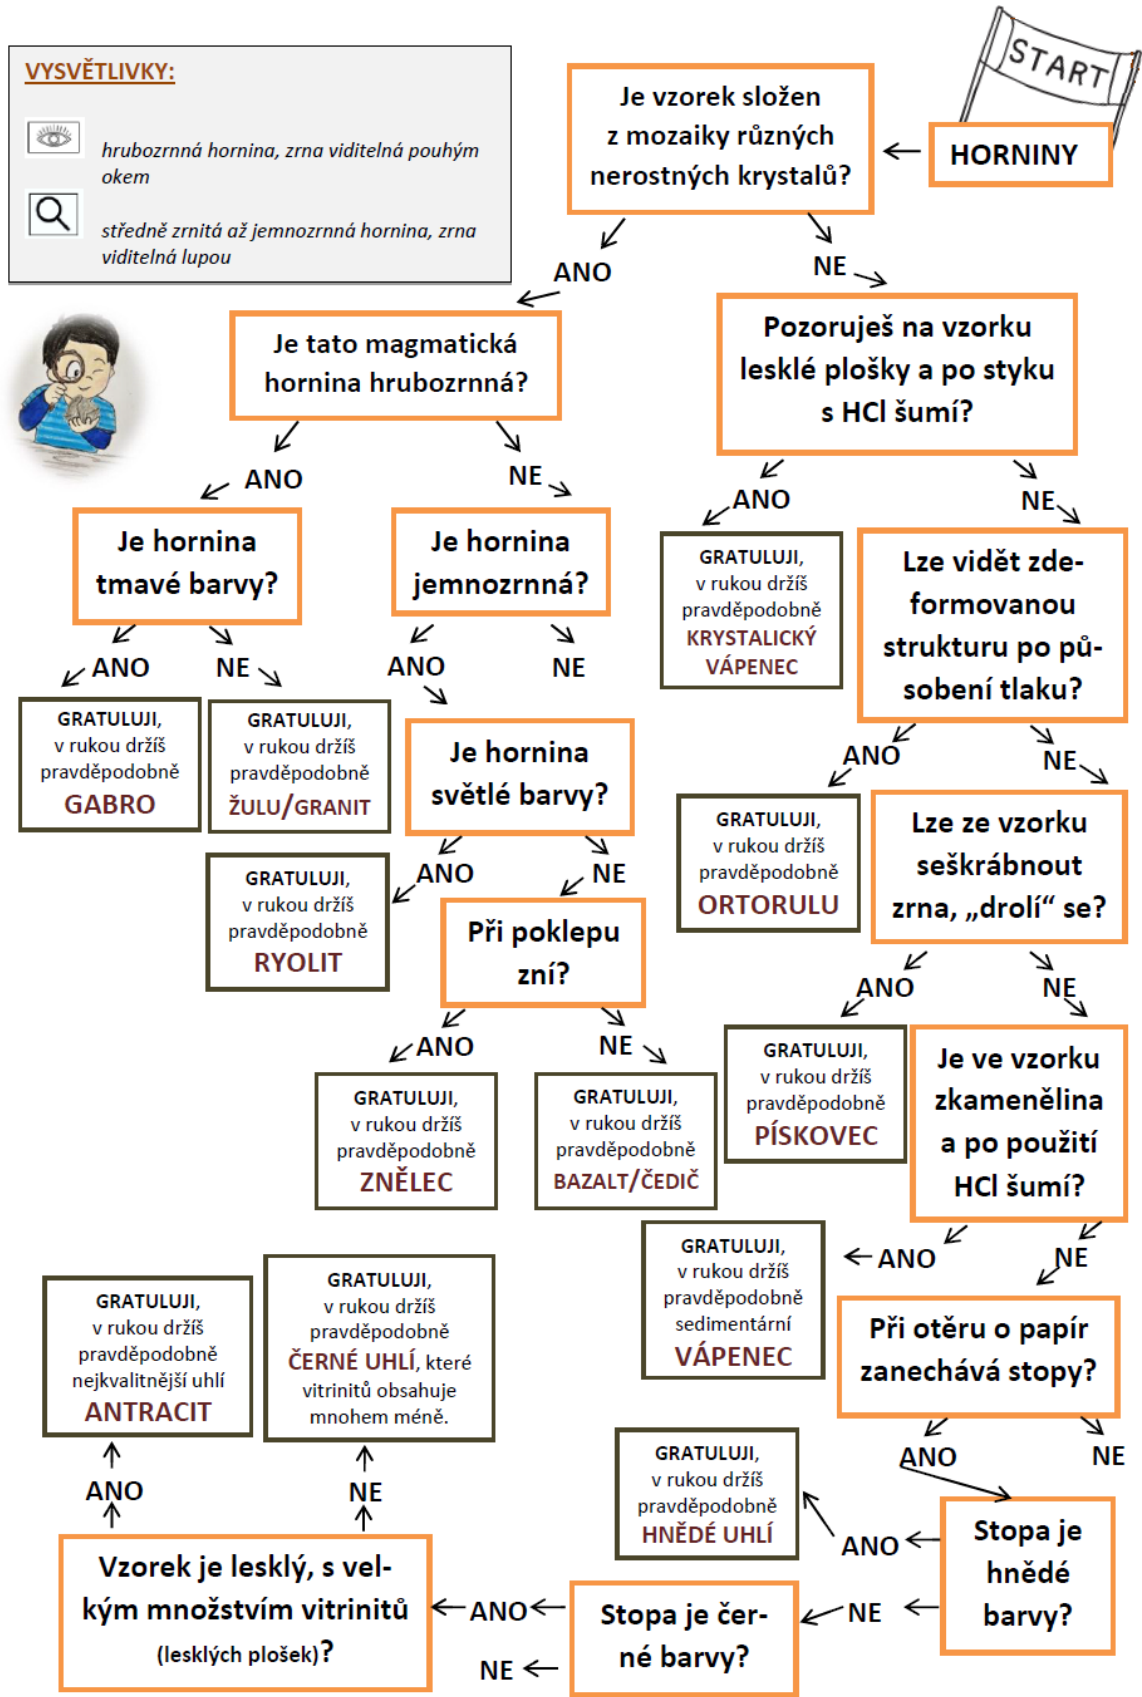 START
HORNINY
VYSVĚTLIVKY:
hrubozrnná hornina, zrna viditelná pouhým
okem
středně zrnitá až jemnozrnná hornina, zrna
viditelná lupou
Je vzorek složen
z mozaiky různých
nerostných krystalů?
ANO
NE
Je tato magmatická
hornina hrubozrnná?
ANO
NE
Je hornina
tmavé barvy?
ANO
NE
GRATULUJI,
v rukou držíš
pravděpodobně
GABRO
GRATULUJI,
v rukou držíš
pravděpodobně
ŽULU/GRANIT
Je hornina
jemnozrnná?
ANO
NE
Je hornina
světlé barvy?
ANO
NE
GRATULUJI,
v rukou držíš
pravděpodobně
RYOLIT
Při poklepu
zní?
ANO
NE
GRATULUJI,
v rukou držíš
pravděpodobně
ZNĚLEC
GRATULUJI,
v rukou držíš
pravděpodobně
BAZALT/ČEDIČ
Pozoruješ na vzorku
lesklé plošky a po styku
s HCl šumí?
ANO
NE
GRATULUJI,
v rukou držíš
pravděpodobně
KRYSTALICKÝ
VÁPENEC
Lze vidět zde-
formovanou
strukturu po pů-
sobení tlaku?
ANO
NE
GRATULUJI,
v rukou držíš
pravděpodobně
ORTORULU
Lze ze vzorku
seškrábnout
zrna, „drolí“ se?
ANO
NE
GRATULUJI,
v rukou držíš
pravděpodobně
PÍSKOVEC
Je ve vzorku
zkamenělina
a po použití
HCl šumí?
ANO
NE
GRATULUJI,
v rukou držíš
pravděpodobně
sedimentární
VÁPENEC
Při otěru o papír
zanechává stopy?
ANO
NE
Stopa je
hnědé
barvy?
ANO
NE
GRATULUJI,
v rukou držíš
pravděpodobně
HNĚDÉ UHLÍ
Stopa je čer-
né barvy?
ANO
NE
Vzorek je lesklý, s vel-
kým množstvím vitrinitů
(lesklých plošek)?
ANO
NE
GRATULUJI,
v rukou držíš
pravděpodobně
nejkvalitnější uhlí
ANTRACIT
GRATULUJI,
v rukou držíš
pravděpodobně
ČERNÉ UHLÍ, které
vitrinitů obsahuje
mnohem méně.